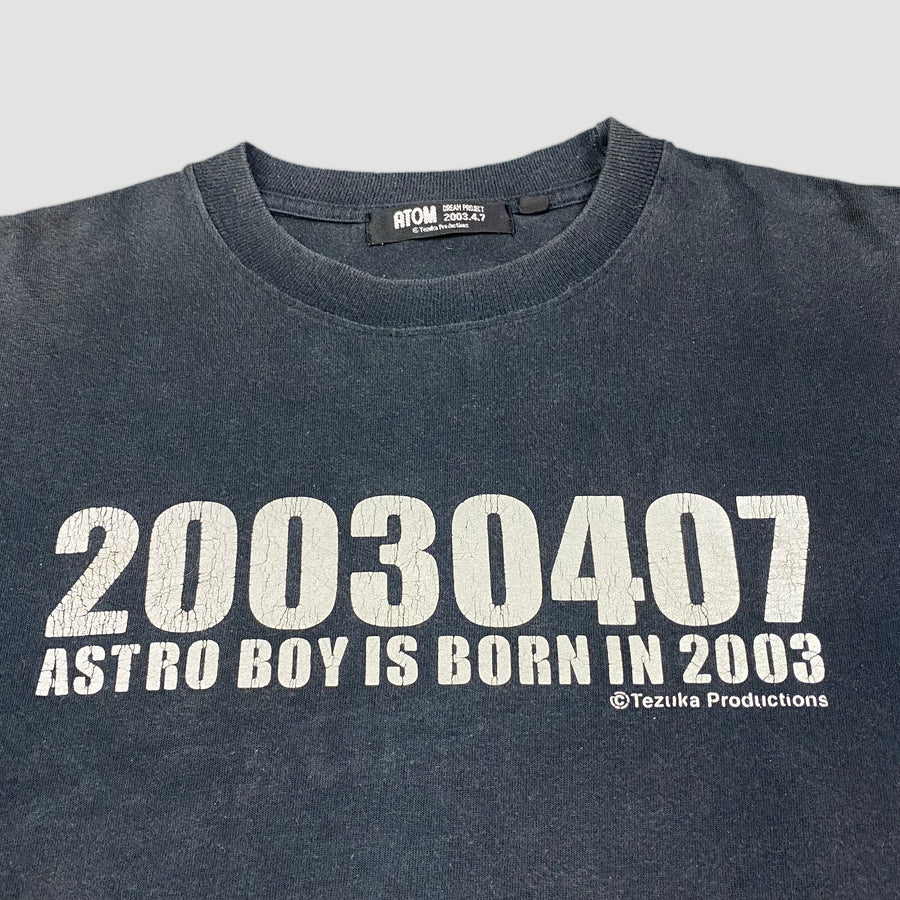 ATOM DREAM PROJECT
2003.4.7
© Tezuka Productions
20030407
ASTRO BOY IS BORN IN 2003
©Tezuka Productions